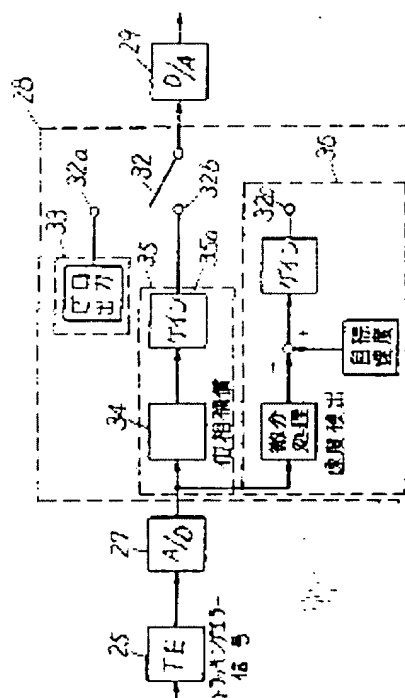 28
33
32a
ゼロ
出力
32
29
D/A
35
35a
32b
ゲイン
34
位相補償
36
32c
ゲイン
+
-
目標
速度
微分
処理
速度検出
27
A/D
25
TE
トラッキングエラー
信号